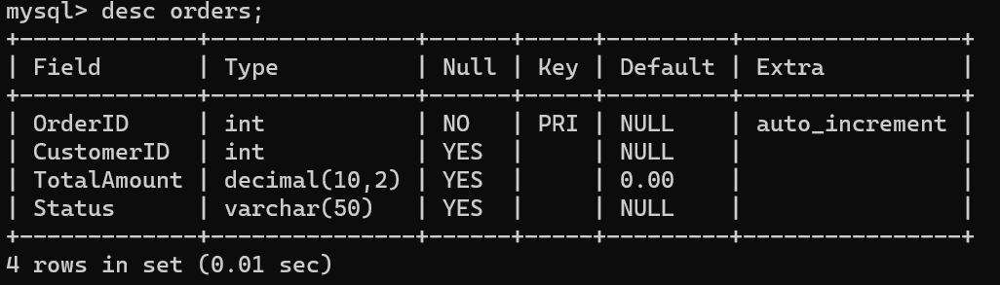 mysql> desc orders;
+-------------+---------------+------+-----+---------+----------------+
| Field       | Type          | Null | Key | Default | Extra          |
+-------------+---------------+------+-----+---------+----------------+
| OrderID     | int           | NO   | PRI | NULL    | auto_increment |
| CustomerID  | int           | YES  |     | NULL    |                |
| TotalAmount | decimal(10,2) | YES  |     | 0.00    |                |
| Status      | varchar(50)   | YES  |     | NULL    |                |
+-------------+---------------+------+-----+---------+----------------+
4 rows in set (0.01 sec)